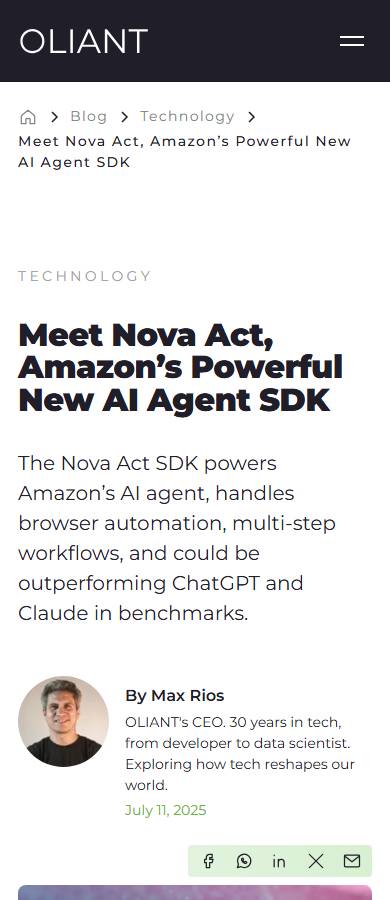 OLIANT
Blog Technology
Meet Nova Act, Amazon’s Powerful New
AI Agent SDK
TECHNOLOGY
Meet Nova Act,
Amazon’s Powerful
New AI Agent SDK
The Nova Act SDK powers
Amazon’s AI agent, handles
browser automation, multi-step
workflows, and could be
outperforming ChatGPT and
Claude in benchmarks.
By Max Rios
OLIANT's CEO. 30 years in tech,
from developer to data scientist.
Exploring how tech reshapes our
world.
July 11, 2025